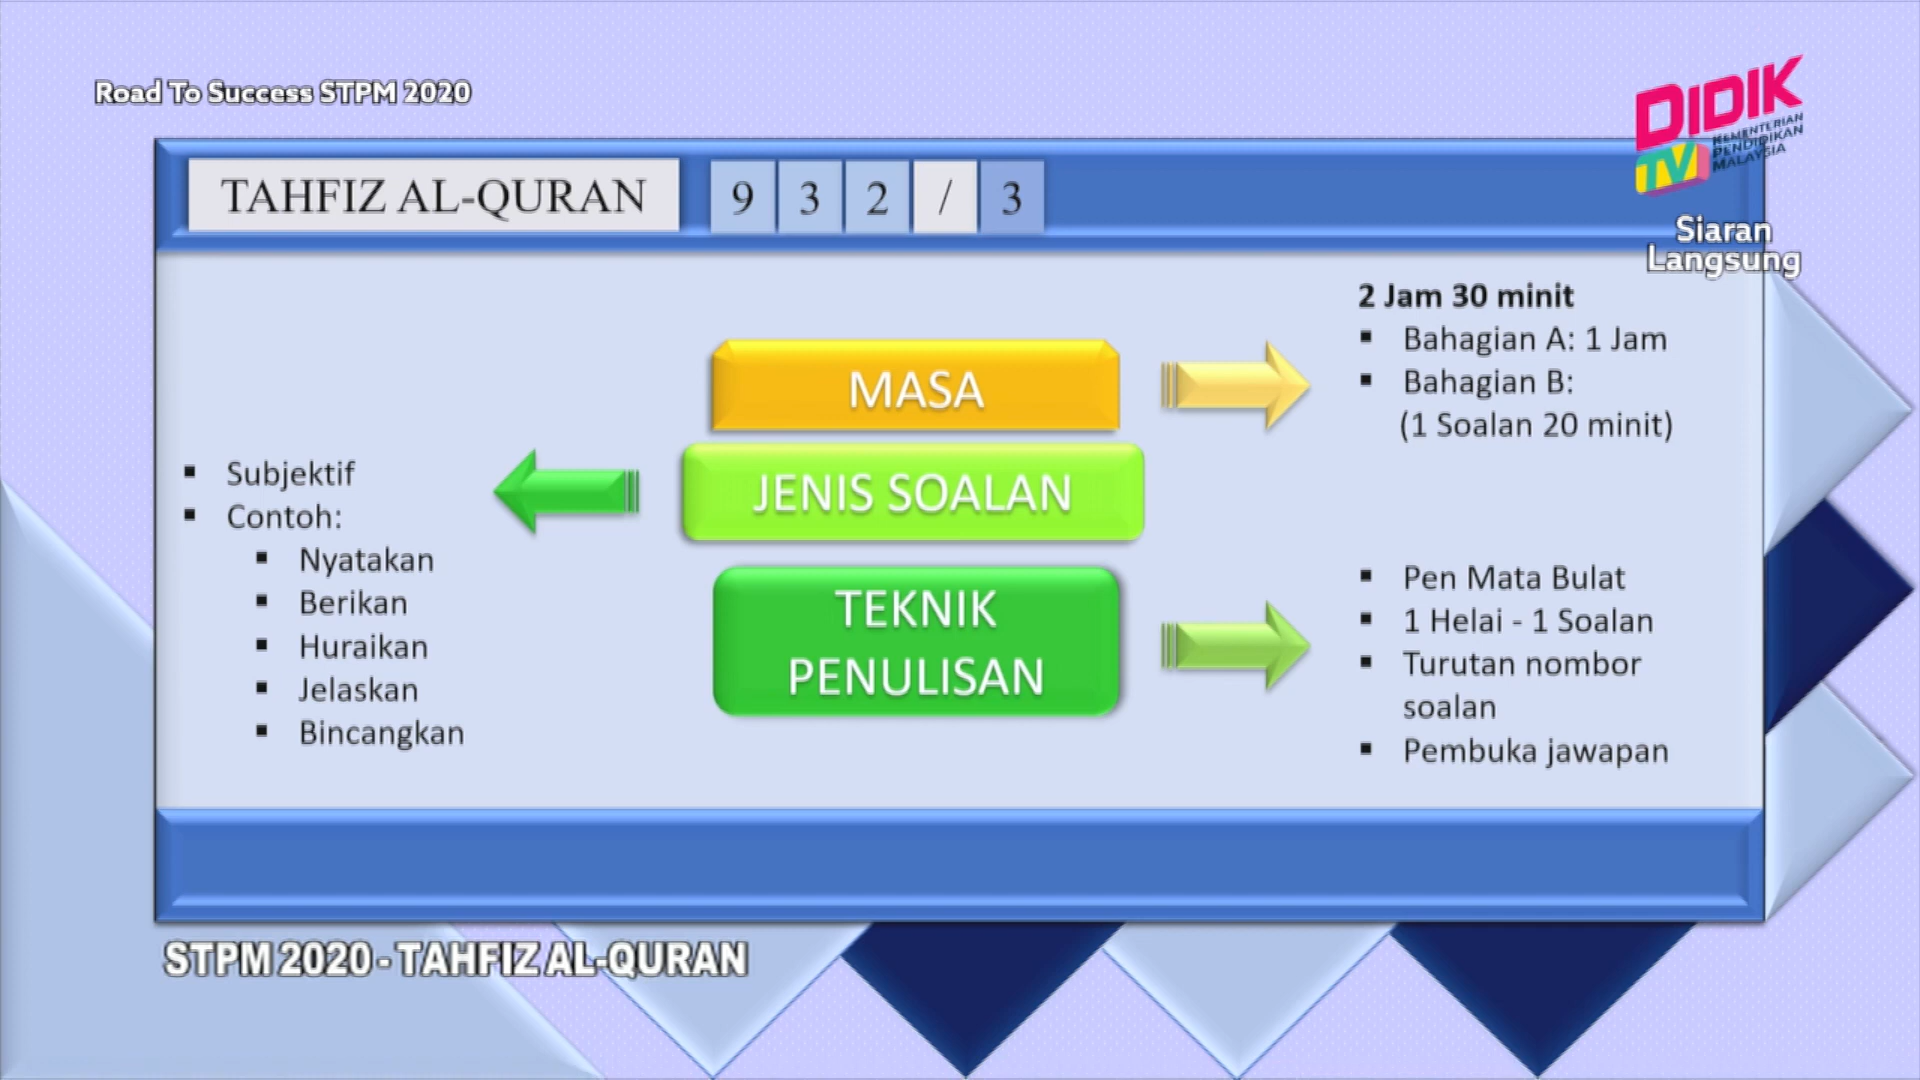 Road To Success STPM 2020
DIDIK
TV
KEMENTERIAN
PENDIDIKAN
MALAYSIA
Siaran
Langsung
TAHFIZ AL-QURAN
9 3 2 / 3
MASA
2 Jam 30 minit
▪ Bahagian A: 1 Jam
▪ Bahagian B:
(1 Soalan 20 minit)
JENIS SOALAN
▪ Subjektif
▪ Contoh:
▪ Nyatakan
▪ Berikan
▪ Huraikan
▪ Jelaskan
▪ Bincangkan
TEKNIK
PENULISAN
▪ Pen Mata Bulat
▪ 1 Helai - 1 Soalan
▪ Turutan nombor
soalan
▪ Pembuka jawapan
STPM 2020 - TAHFIZ AL-QURAN